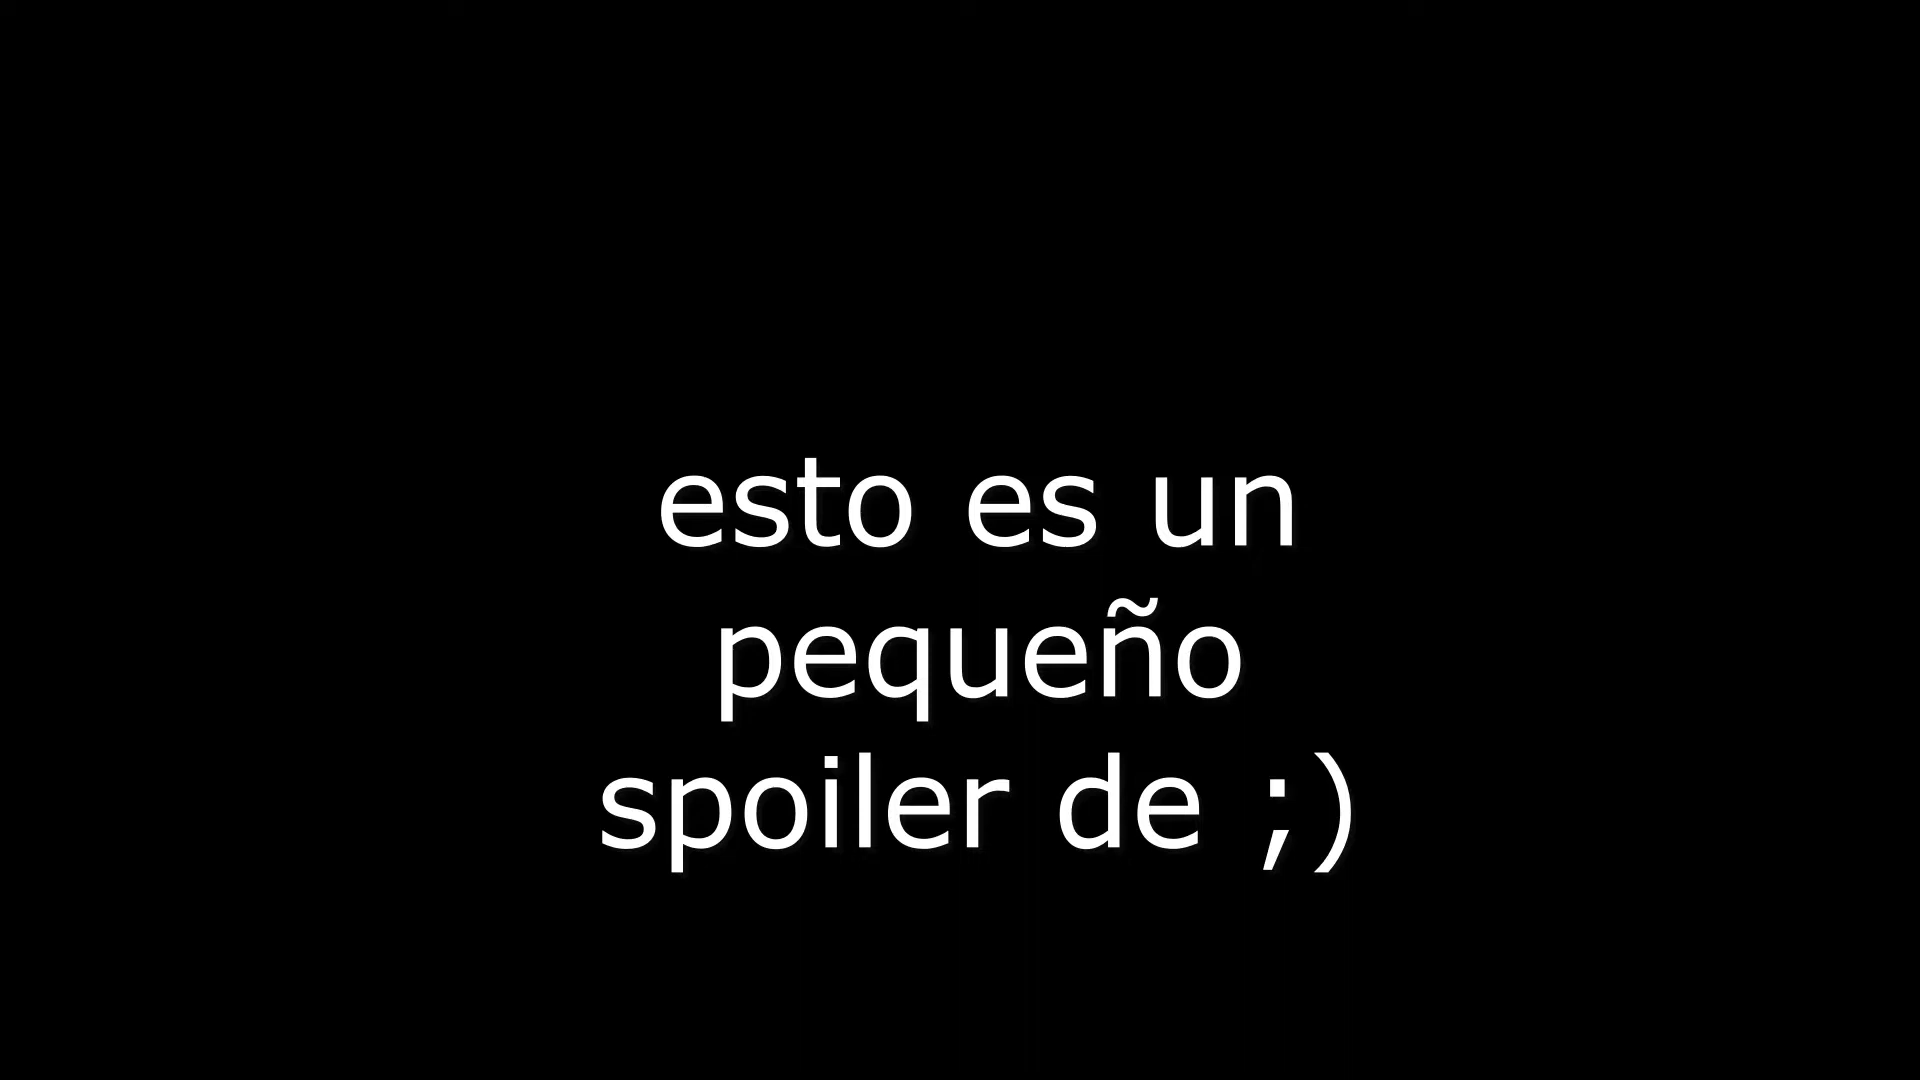 esto es un
pequeño
spoiler de ;)